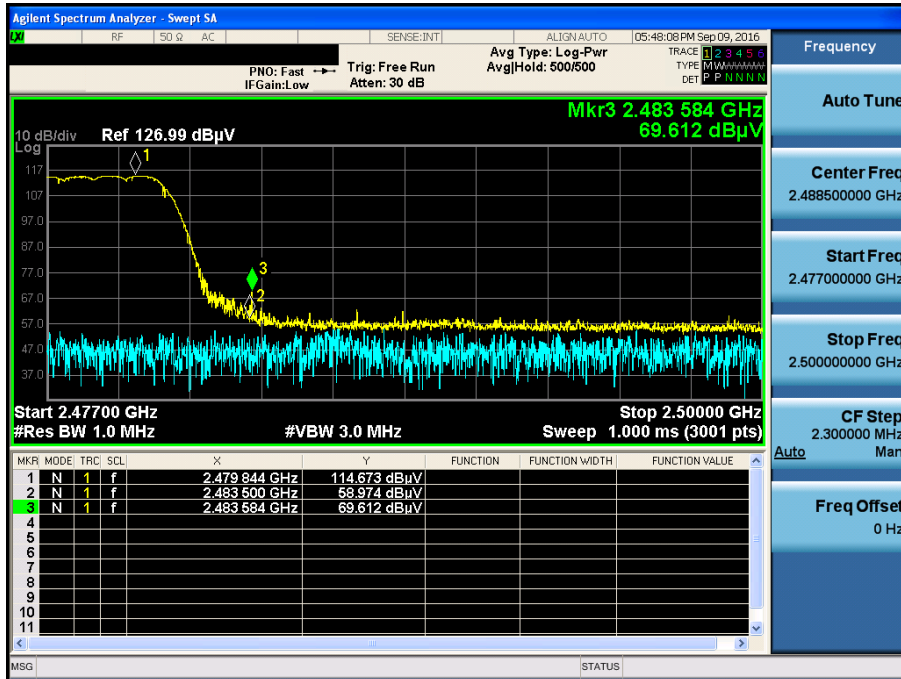 Agilent Spectrum Analyzer - Swept SA
LXI RF 50 Ω AC SENSE:INT ALIGN AUTO 05:48:08 PM Sep 09, 2016
PNO: Fast Trig: Free Run Avg Type: Log-Pwr TRACE 1 2 3 4 5 6
IFGain:Low Atten: 30 dB Avg|Hold: 500/500 TYPE M
DET P P N N N N
Frequency
Auto Tune
Center Freq
2.488500000 GHz
Start Freq
2.477000000 GHz
Stop Freq
2.500000000 GHz
CF Step
2.300000 MHz
Auto Man
Freq Offset
0 Hz
Mkr3 2.483 584 GHz
69.612 dBµV
10 dB/div Ref 126.99 dBµV
Log
1
117
107
97.0
87.0
77.0
3
67.0
2
57.0
47.0
37.0
Start 2.47700 GHz Stop 2.50000 GHz
#Res BW 1.0 MHz #VBW 3.0 MHz Sweep 1.000 ms (3001 pts)
MKR MODE TRC SCL X Y FUNCTION FUNCTION WIDTH FUNCTION VALUE
1 N 1 f 2.479 844 GHz 114.673 dBµV
2 N 1 f 2.483 500 GHz 58.974 dBµV
3 N 1 f 2.483 584 GHz 69.612 dBµV
4
5
6
7
8
9
10
11
MSG STATUS